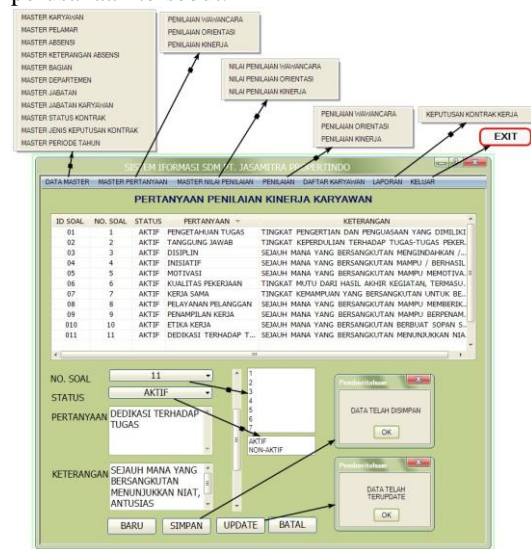 MASTER KARYAWAN
MASTER PELAMAR
MASTER ABSENSI
MASTER KETERANGAN ABSENSI
MASTER BAGIAN
MASTER DEPARTEMEN
MASTER JABATAN
MASTER JABATAN KARYAWAN
MASTER STATUS KONTRAK
MASTER JENIS KEPUTUSAN KONTRAK
MASTER PERIODE TAHUN
PENILAIAN WAWANCARA
PENILAIAN ORIENTASI
PENILAIAN KINERJA
NILAI PENILAIAN WAWANCARA
NILAI PENILAIAN ORIENTASI
NILAI PENILAIAN KINERJA
PENILAIAN WAWANCARA
PENILAIAN ORIENTASI
PENILAIAN KINERJA
KEPUTUSAN KONTRAK KERJA
EXIT
SISTEM IFORMASI SDM PT. JASAMITRA PROPERTINDO
DATA MASTER MASTER PERTANYAAN MASTER NILAI PENILAIAN PENILAIAN DAFTAR KARYAWAN LAPORAN KELUAR
PERTANYAAN PENILAIAN KINERJA KARYAWAN
ID SOAL NO. SOAL STATUS PERTANYAAN KETERANGAN
01 1 AKTIF PENGETAHUAN TUGAS TINGKAT PENGERTIAN DAN PENGUASAAN YANG DIMILIKI
02 2 AKTIF TANGGUNG JAWAB TINGKAT KEPERDULIAN TERHADAP TUGAS-TUGAS PEKER.
03 3 AKTIF DISIPLIN SEJAUH MANA YANG BERSANGKUTAN MENGINDAHKAN /...
04 4 AKTIF INISIATIF SEJAUH MANA YANG BERSANGKUTAN MAMPU / BERHASIL
05 5 AKTIF MOTIVASI SEJAUH MANA YANG BERSANGKUTAN MAMPU MEMOTIVA.
06 6 AKTIF KUALITAS PEKERJAAN TINGKAT MUTU DARI HASIL AKHIR KEGIATAN, TERMASU.
07 7 AKTIF KERJA SAMA TINGKAT KEMAMPUAN YANG BERSANGKUTAN UNTUK BE..
08 8 AKTIF PELAYANAN PELANGGAN SEJAUH MANA YANG BERSANGKUTAN MAMPU MEMBERIK..
09 9 AKTIF PENAMPILAN KERJA SEJAUH MANA YANG BERSANGKUTAN MAMPU BERPENAM.
010 10 AKTIF ETIKA KERJA SEJAUH MANA YANG BERSANGKUTAN BERBUAT SOPAN S..
011 11 AKTIF DEDIKASI TERHADAP T... SEJAUH MANA YANG BERSANGKUTAN MENUNJUKKAN NIA.
NO. SOAL 11
STATUS AKTIF
PERTANYAAN DEDIKASI TERHADAP
TUGAS
KETERANGAN SEJAUH MANA YANG
BERSANGKUTAN
MENUNJUKKAN NIAT,
ANTUSIAS
1
2
3
4
5
6
7
AKTIF
NON-AKTIF
Pemberitahuan
DATA TELAH DISIMPAN
OK
Pemberitahuan
DATA TELAH
TERUPDATE
OK
BARU SIMPAN UPDATE BATAL